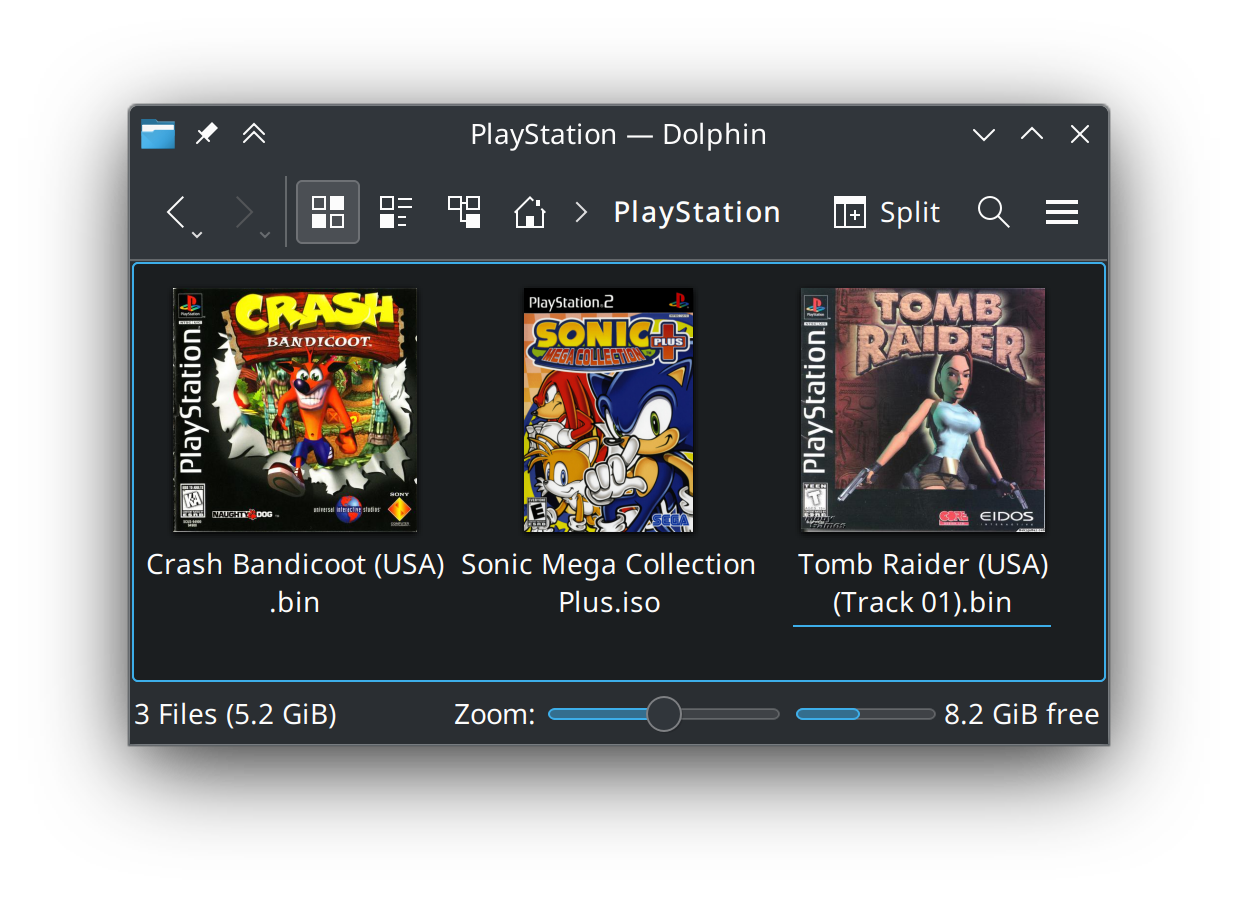 PlayStation — Dolphin
PlayStation
Split
PlayStation
CRASH
BANDICOOT
NAUGHTY DOG
universal interactive studios
SONY
PlayStation 2
SONIC
PLUS
MEGA COLLECTION
EVERYONE
E
SEGA
PlayStation
TOMB
RAIDER
TEEN
T
EIDOS
INTERACTIVE
Crash Bandicoot (USA)
.bin
Sonic Mega Collection
Plus.iso
Tomb Raider (USA)
(Track 01).bin
3 Files (5.2 GiB)
Zoom:
8.2 GiB free